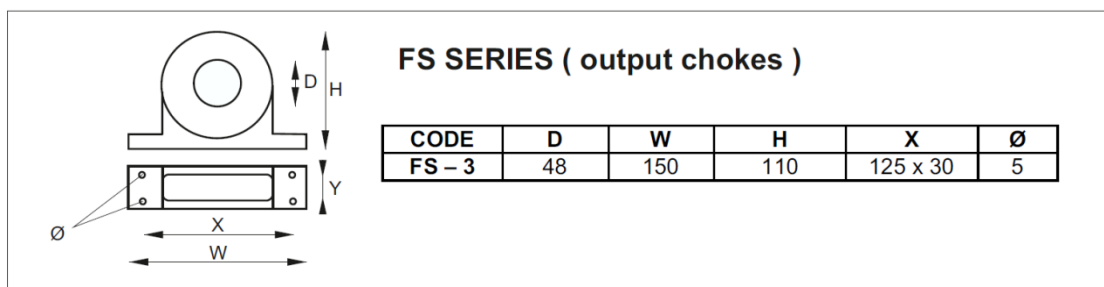 FS SERIES ( output chokes )
D
H
CODE D W H X Ø
FS – 3 48 150 110 125 x 30 5
Y
Ø
X
W